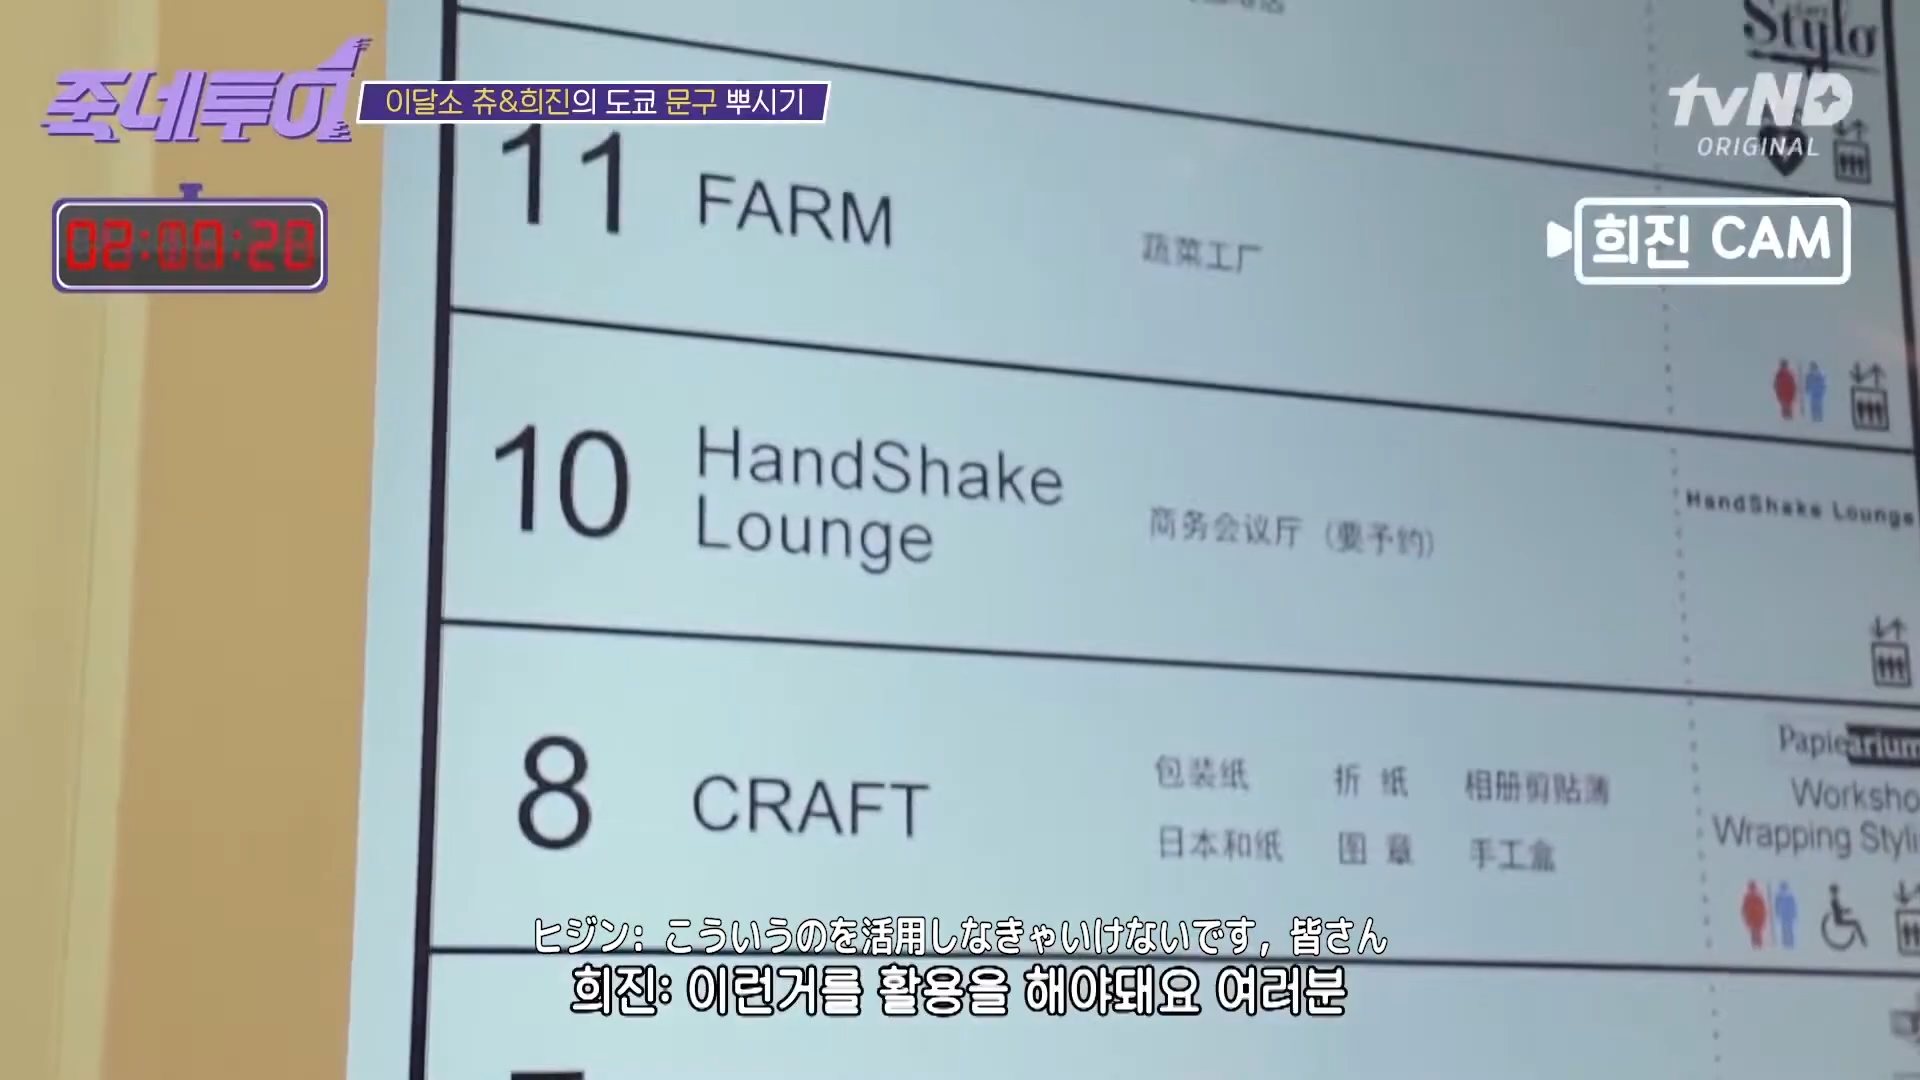 Stylo
죽네투어
이달소 츄&희진의 도쿄 문구 뿌시기
tvND
ORIGINAL
희진 CAM
11 FARM 蔬菜工厂
10 HandShake Lounge 商务会议厅（要予约）
HandShake Lounge
8 CRAFT
包装纸 折 纸 相册剪贴薄
日本和纸 图 章 手工盒
Papiearium
Wrapping
ヒジン: こういうのを活用しなきゃいけないです, 皆さん
희진: 이런거를 활용을 해야돼요 여러분